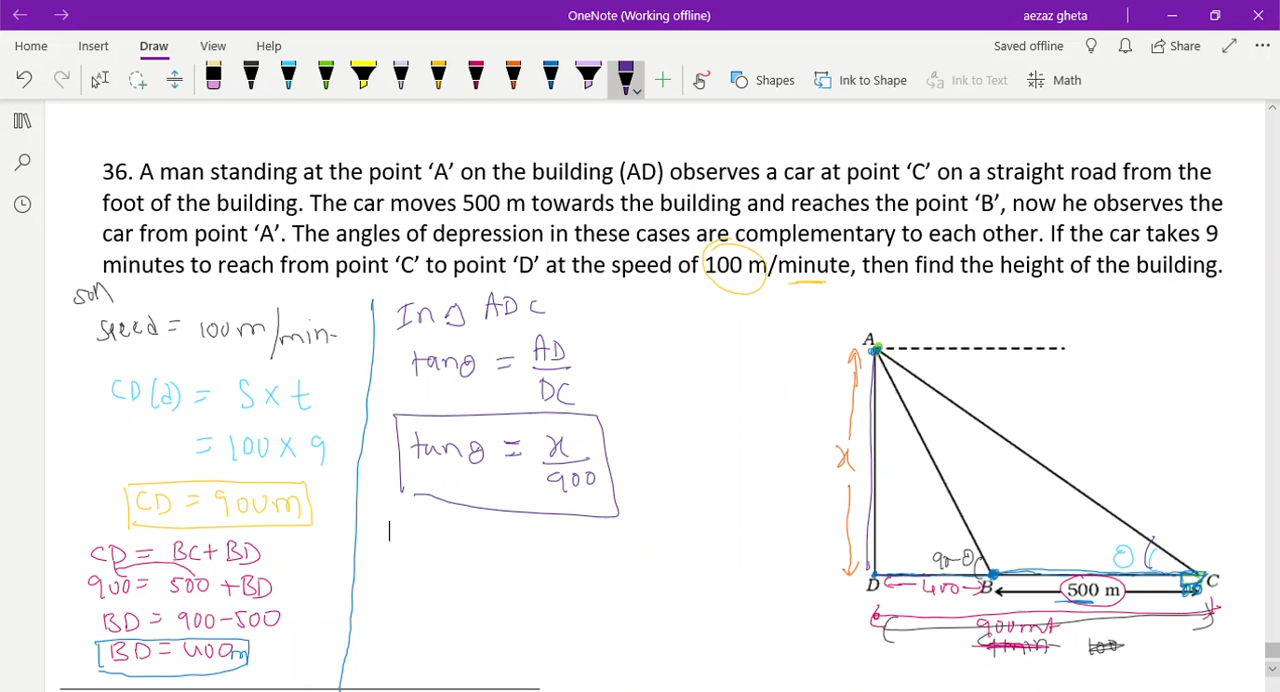 OneNote (Working offline)
aezaz gheta
Home Insert Draw View Help
Saved offline
Share
Shapes
Ink to Shape
Ink to Text
Math
36. A man standing at the point ‘A’ on the building (AD) observes a car at point ‘C’ on a straight road from the
foot of the building. The car moves 500 m towards the building and reaches the point ‘B’, now he observes the
car from point ‘A’. The angles of depression in these cases are complementary to each other. If the car takes 9
minutes to reach from point ‘C’ to point ‘D’ at the speed of 100 m/minute, then find the height of the building.
soln
speed = 100m/min-
CD(d) = S x t
= 100 x 9
CD = 900m
CD = BC+BD
900 = 500 +BD
BD = 900-500
BD = 400m
In △ ADC
tanθ = AD
DC
tanθ = x
900
A
x
90-θ
θ
D
400
B
500 m
C
900mt